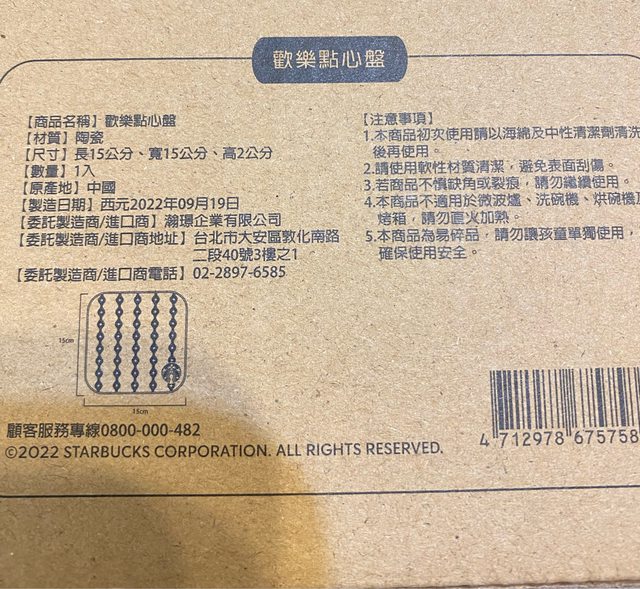 歡樂點心盤
【商品名稱】歡樂點心盤
【材質】陶瓷
【尺寸】長15公分、寬15公分、高2公分
【數量】1入
【原產地】中國
【製造日期】西元2022年09月19日
【委託製造商/進口商】瀚璟企業有限公司
【委託製造商/進口商地址】台北市大安區敦化南路
二段40號3樓之1
【委託製造商/進口商電話】02-2897-6585
【注意事項】
1.本商品初次使用請以海綿及中性清潔劑清洗
後再使用。
2.請使用軟性材質清潔，避免表面刮傷。
3.若商品不慎缺角或裂痕，請勿繼續使用。
4.本商品不適用於微波爐、洗碗機、烘碗機
烤箱，請勿直火加熱。
5.本商品為易碎品，請勿讓孩童單獨使用，
確保使用安全。
15cm
15cm
顧客服務專線0800-000-482
©2022 STARBUCKS CORPORATION. ALL RIGHTS RESERVED.
4 712978 675758